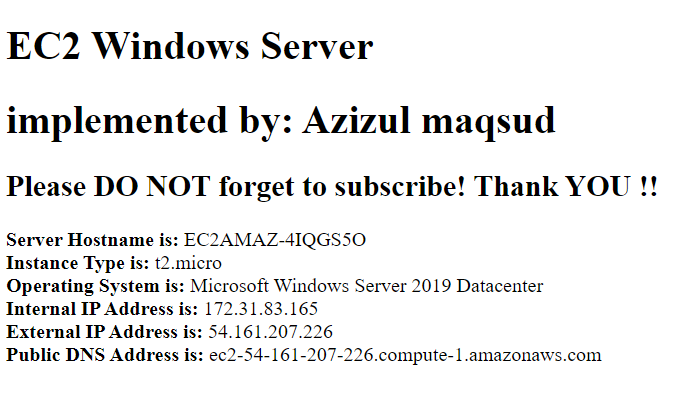 EC2 Windows Server
implemented by: Azizul maqsud
Please DO NOT forget to subscribe! Thank YOU !!
Server Hostname is: EC2AMAZ-4IQGS5O
Instance Type is: t2.micro
Operating System is: Microsoft Windows Server 2019 Datacenter
Internal IP Address is: 172.31.83.165
External IP Address is: 54.161.207.226
Public DNS Address is: ec2-54-161-207-226.compute-1.amazonaws.com